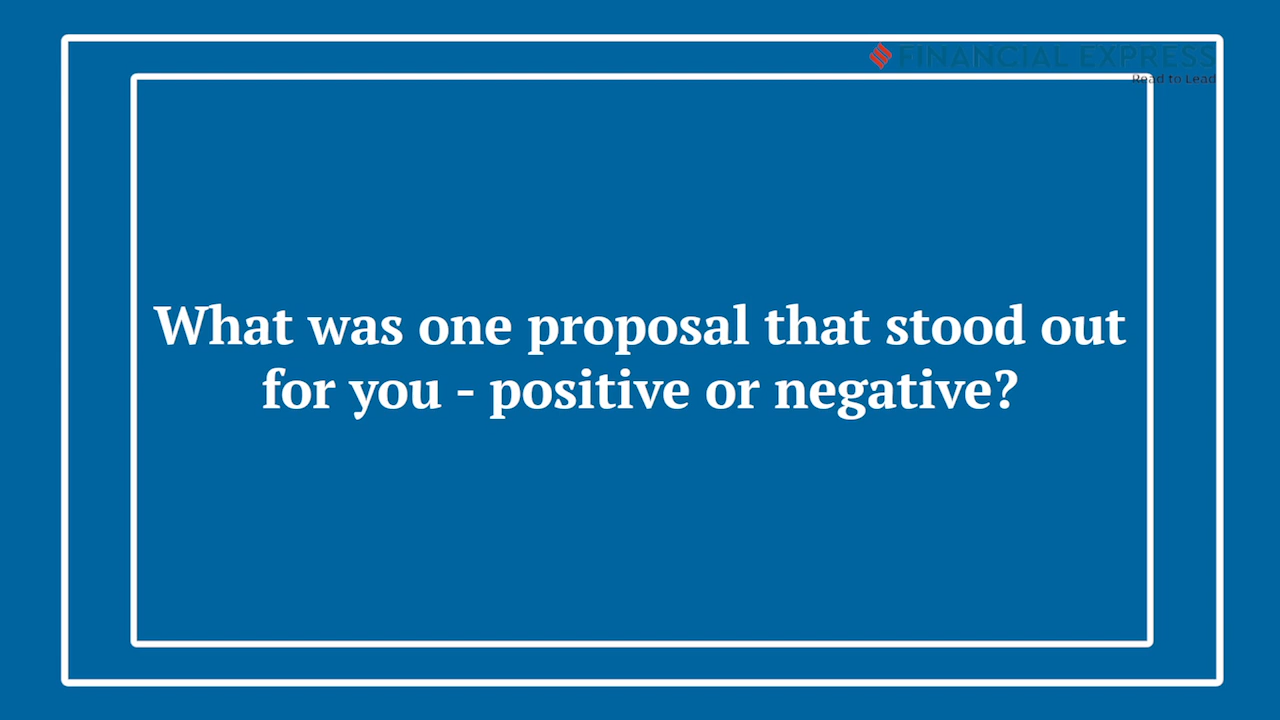 FINANCIAL EXPRESS
Read to Lead
What was one proposal that stood out
for you - positive or negative?